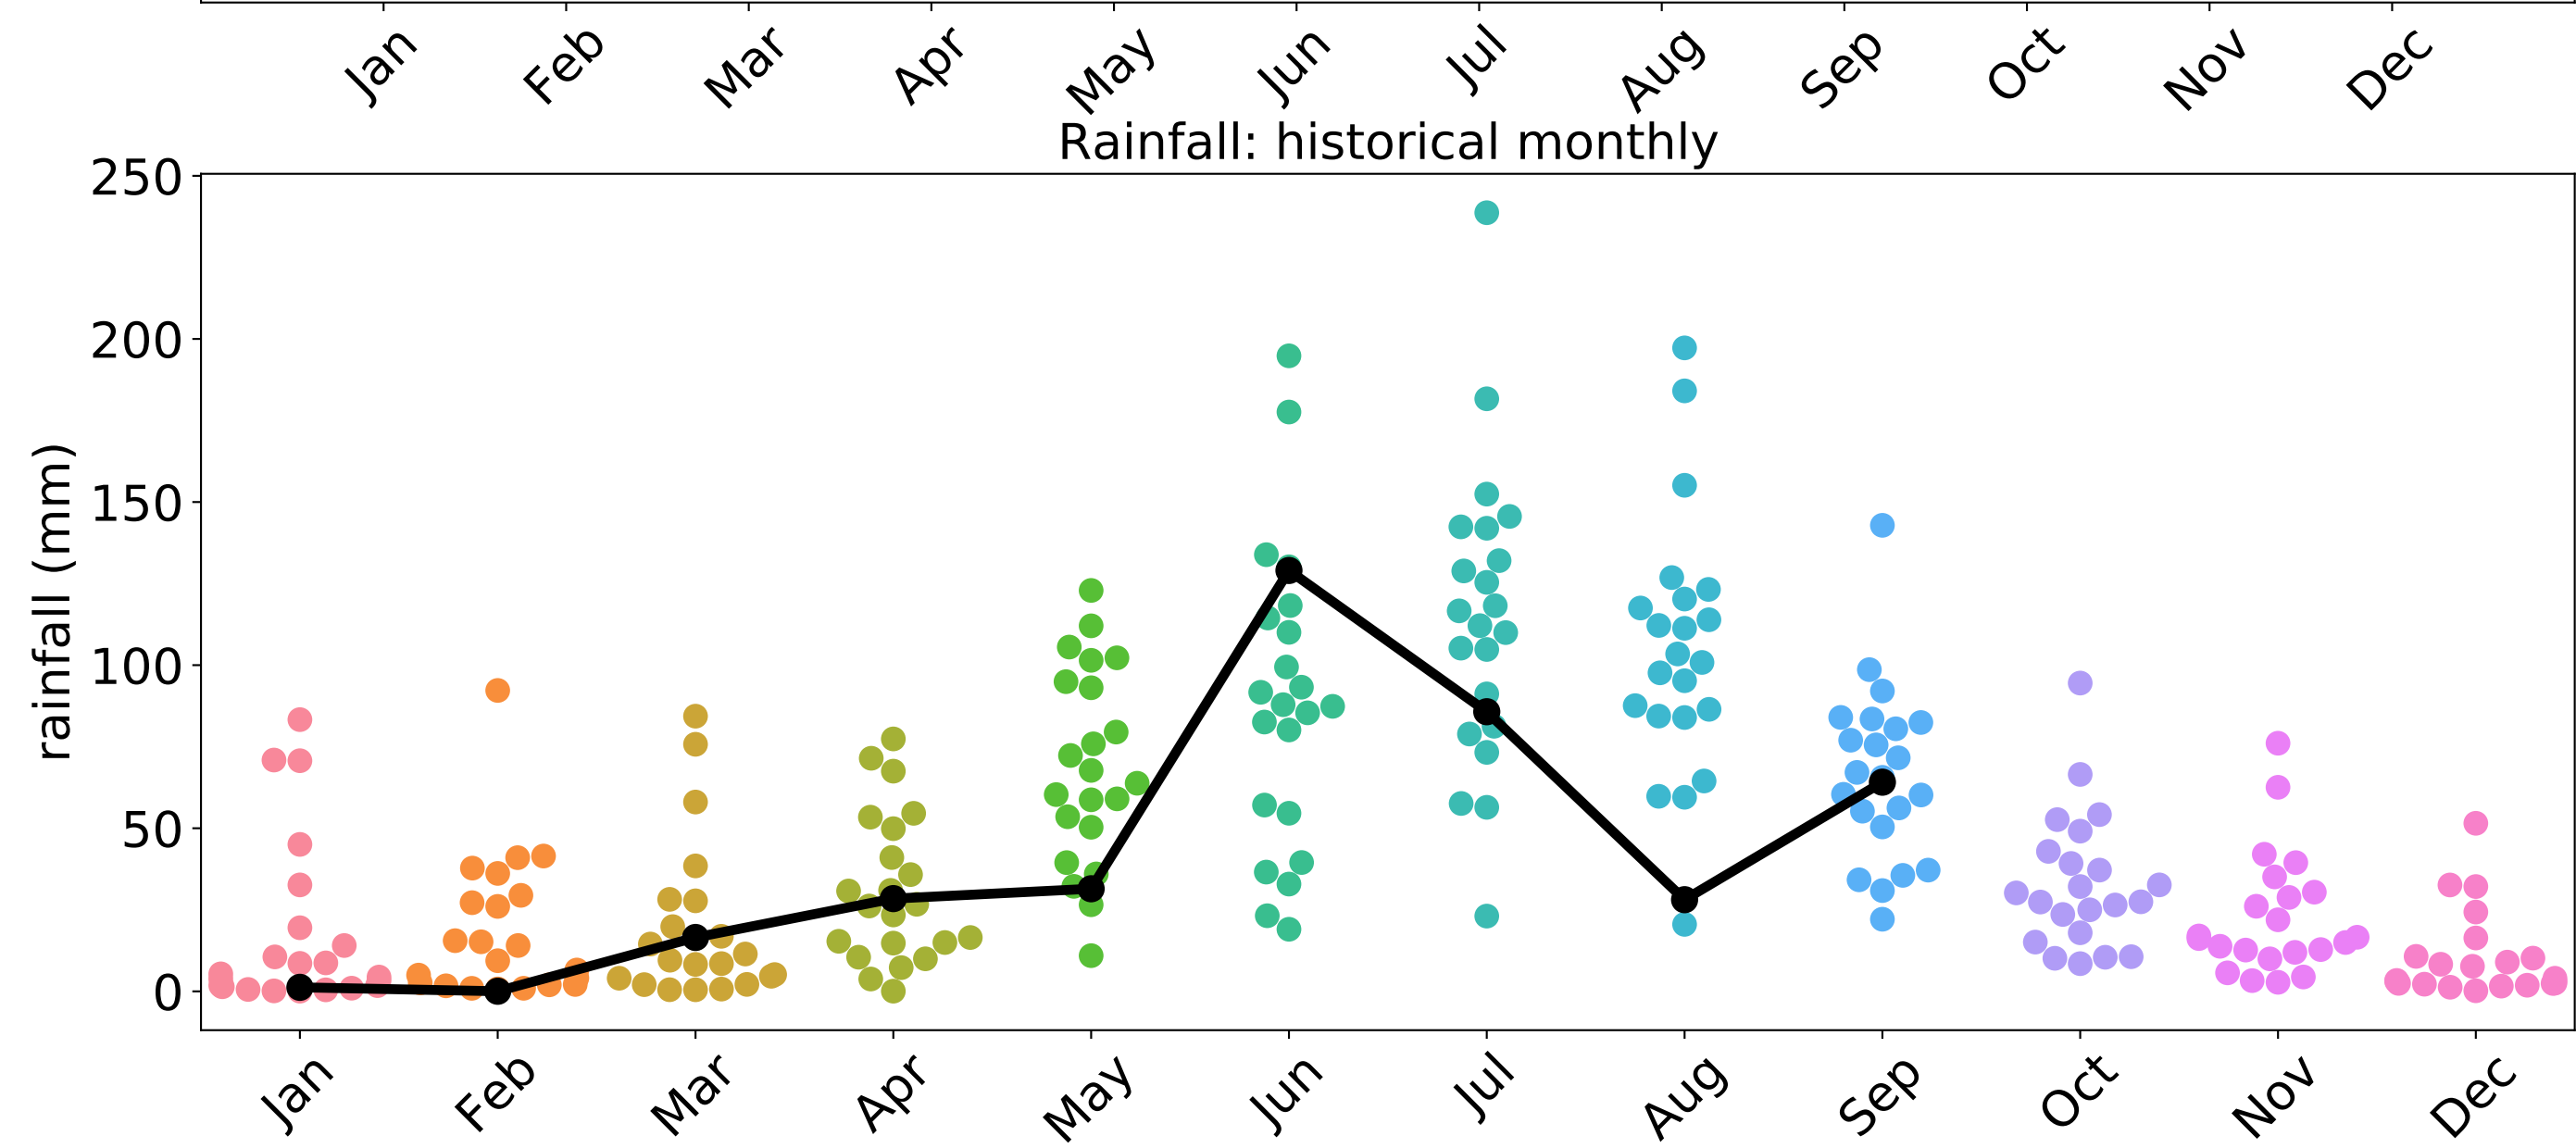 Jan Feb Mar Apr May Jun Jul Aug Sep Oct Nov Dec
Rainfall: historical monthly
250
200
150
100
50
0
rainfall (mm)
Jan Feb Mar Apr May Jun Jul Aug Sep Oct Nov Dec